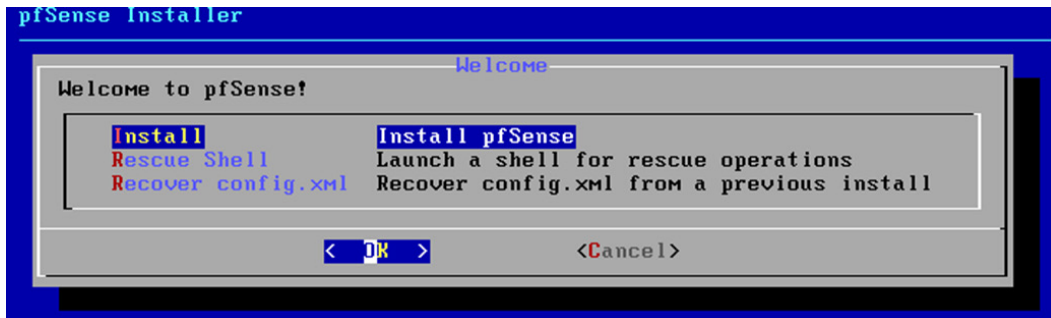 pfSense Installer
Welcome
Welcome to pfSense!
Install Install pfSense
Rescue Shell Launch a shell for rescue operations
Recover config.xml Recover config.xml from a previous install
< OK > <Cancel>